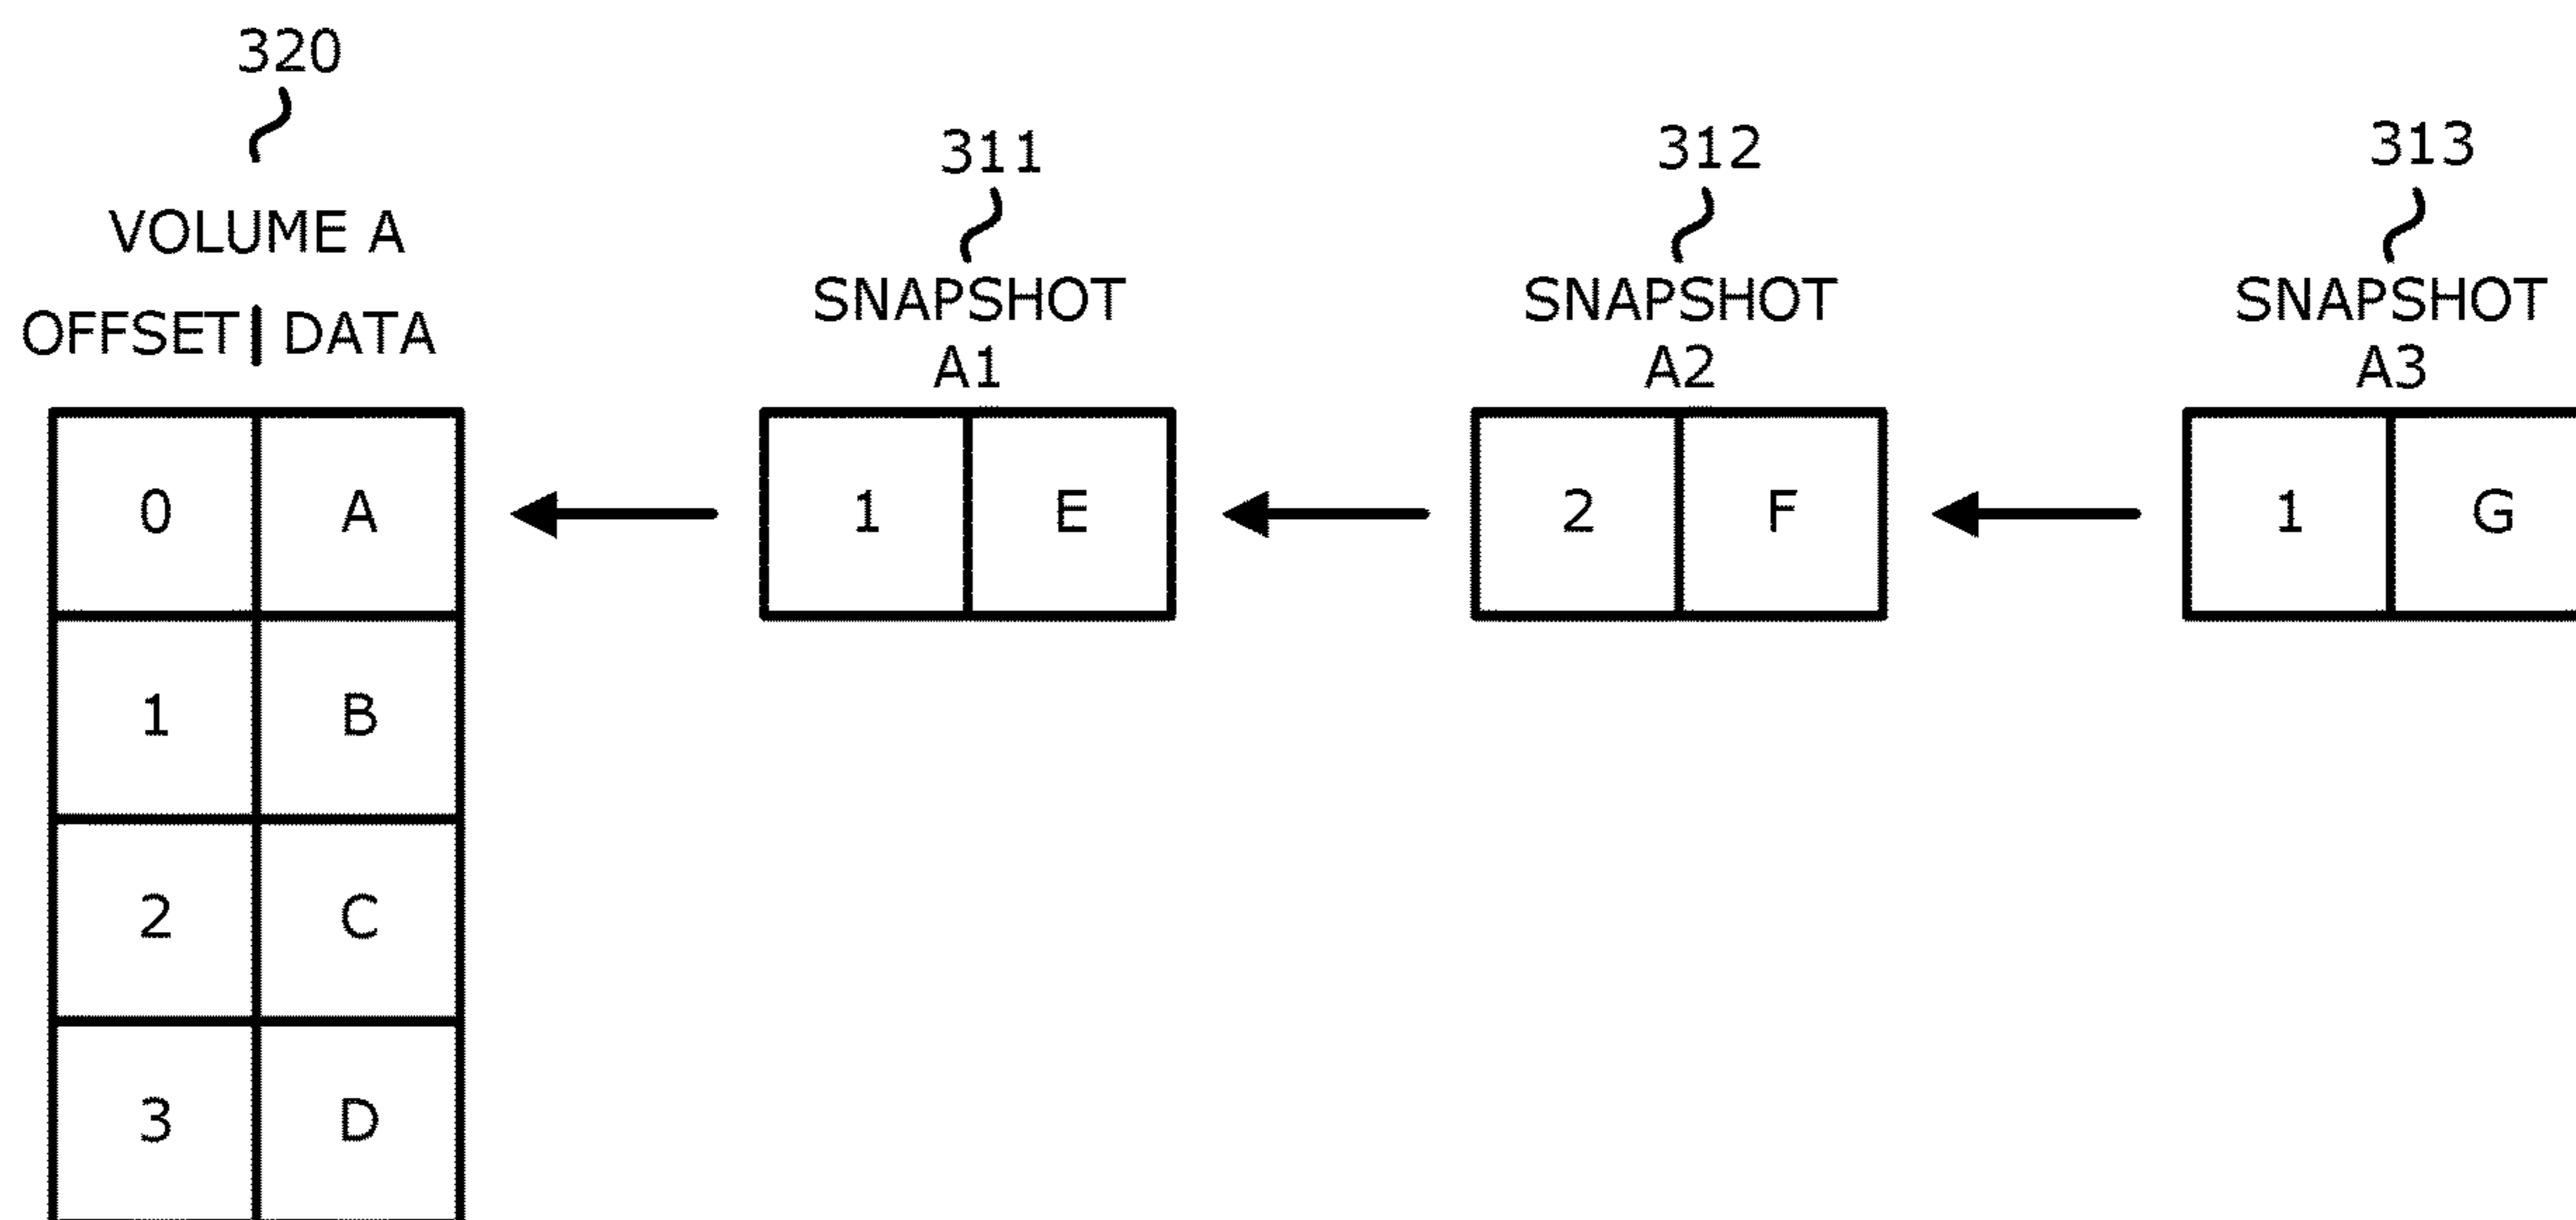 320
VOLUME A
OFFSET | DATA
0 A
1 B
2 C
3 D
311
SNAPSHOT
A1
1 E
312
SNAPSHOT
A2
2 F
313
SNAPSHOT
A3
1 G